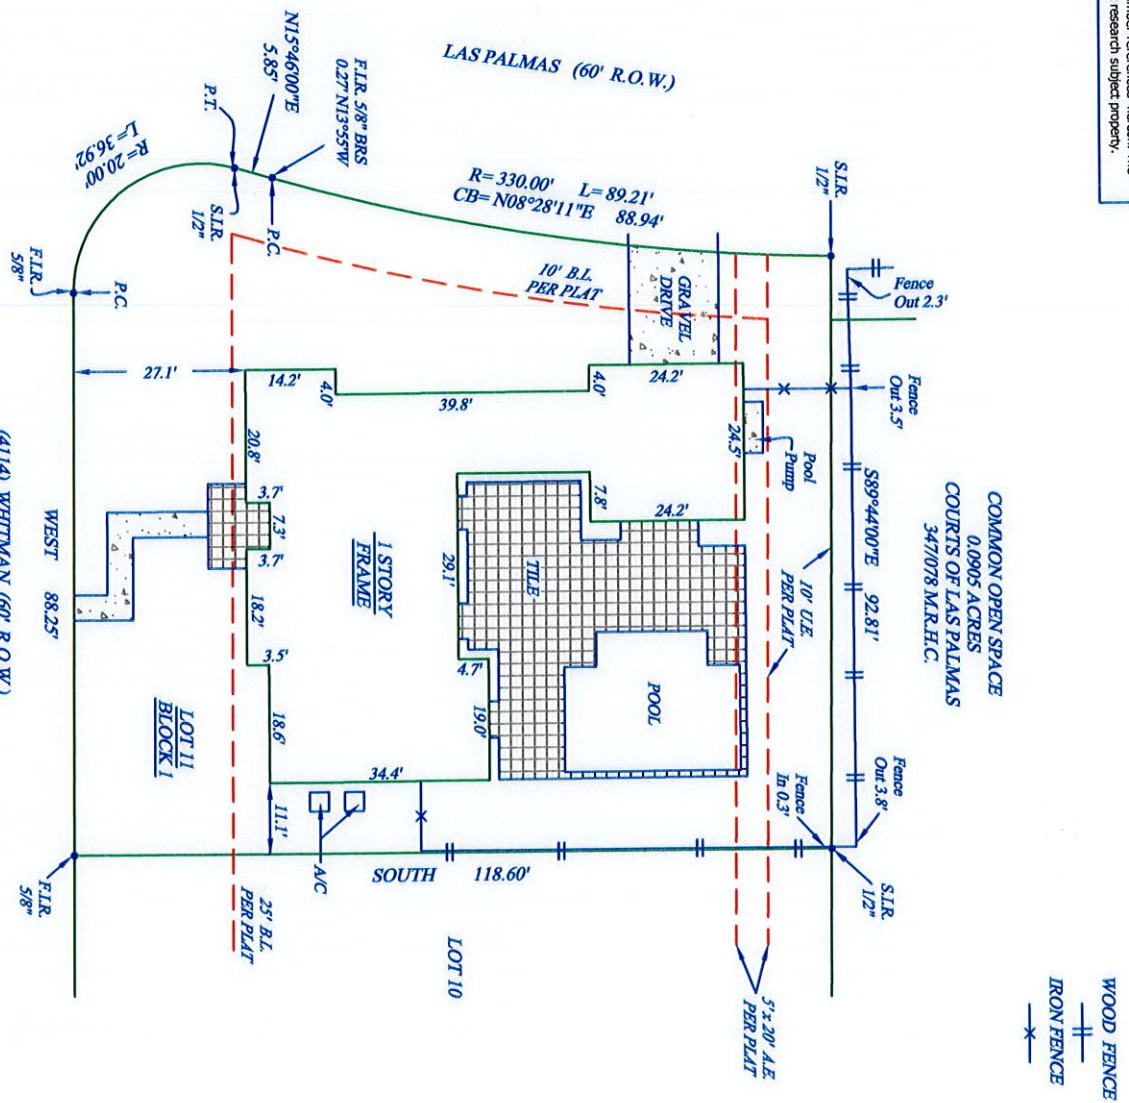 research subject property.
WOOD FENCE
IRON FENCE
COMMON OPEN SPACE
0.0905 ACRES
COURTS OF LAS PALMAS
347/078 M.R.H.C.
S.I.R.
1/2"
Fence
Out 2.3'
Fence
Out 3.5'
S89°44'00"E 92.81'
Fence
Out 3.8'
Fence
In 0.3'
S.I.R.
1/2"
10' U.E.
PER PLAT
5' x 20' A.E.
PER PLAT
LAS PALMAS (60' R.O.W.)
R= 330.00' L= 89.21'
CB= N08°28'11"E 88.94'
GRAVEL
DRIVE
10' B.L.
PER PLAT
Pool
Pump
24.5'
24.2'
4.0'
39.8'
4.0'
14.2'
27.1'
7.8'
24.2'
TILE
POOL
29.1'
4.7'
19.0'
1 STORY
FRAME
20.8'
3.7'
7.3'
3.7'
18.2'
3.5'
18.6'
34.4'
11.1'
A/C
SOUTH 118.60'
LOT 10
LOT 11
BLOCK 1
25' B.L.
PER PLAT
F.I.R. 5/8" BRS
0.27' N13°55'W
N15°46'00"E
5.85'
P.T.
P.C.
S.I.R.
1/2"
R= 20.00'
L= 36.92'
P.C.
F.I.R.
5/8"
WEST 88.25'
F.I.R.
5/8"
(4114) WHITMAN (60' R.O.W.)